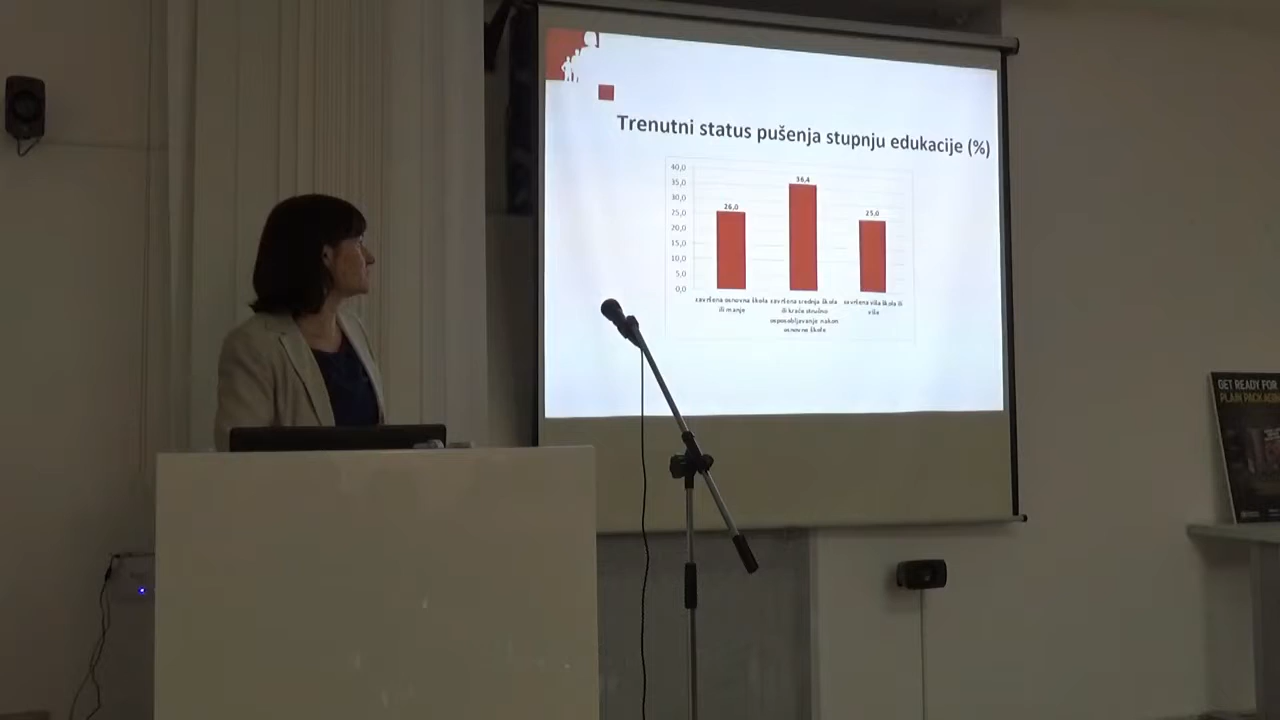 Trenutni status pušenja stupnju edukacije (%)
40,0
35,0
30,0
25,0
20,0
15,0
10,0
5,0
0,0
26,0
36,4
25,0
završena osnovna škola
ili manje
završena srednja škola
ili kraće stručno
osposobljavanje nakon
osnovne škole
završena viša škola ili
više
GET READY FOR
PLAIN PACKAGIN